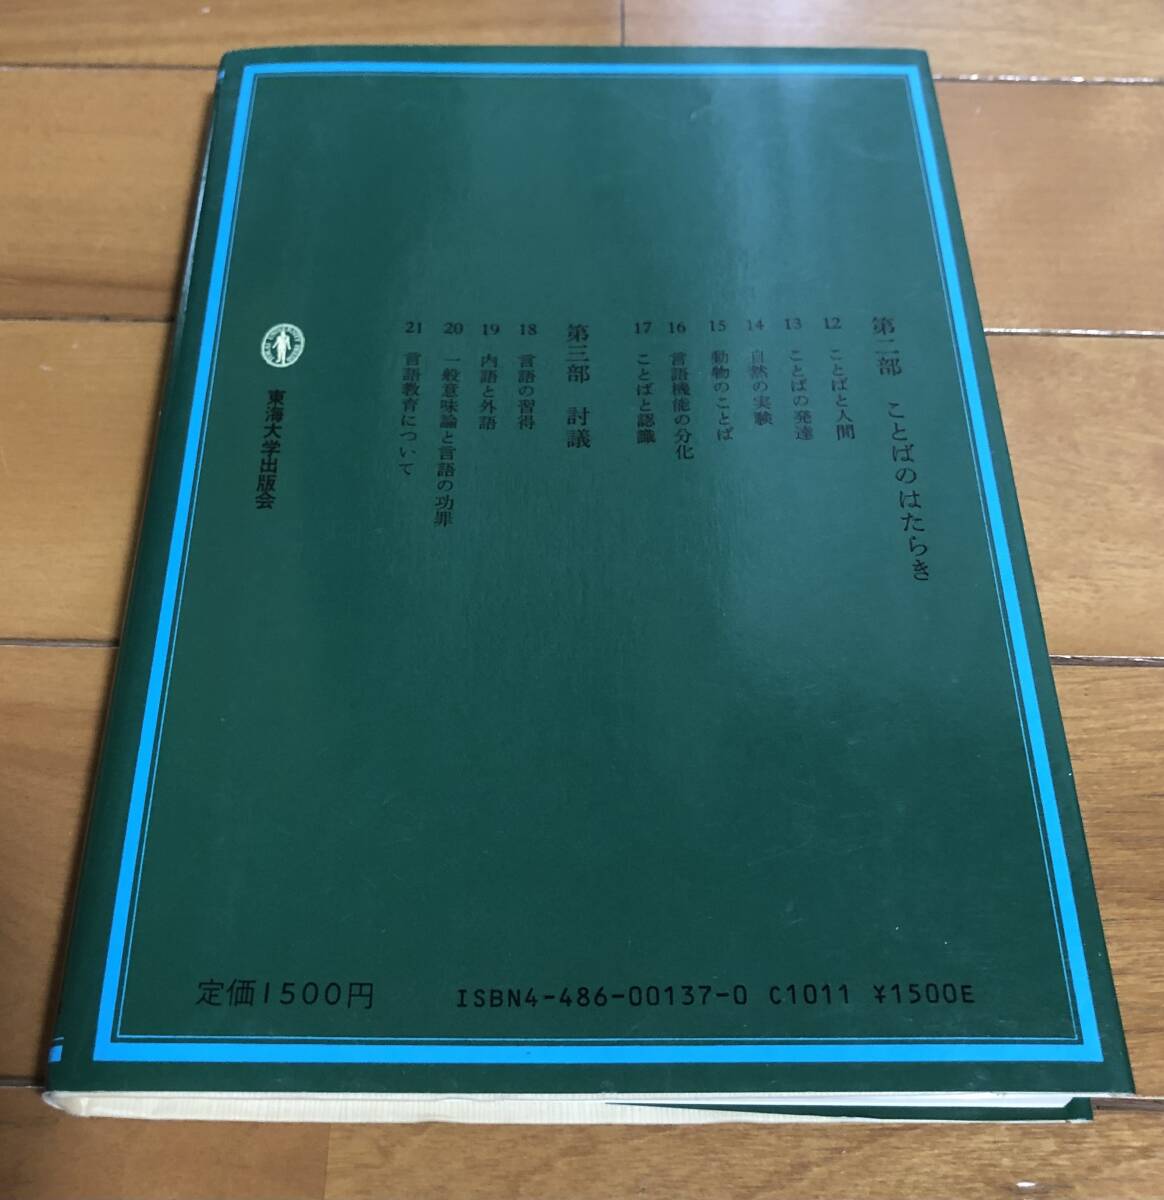 第二部 ことばのはたらき
12 ことばと人間
13 ことばの発達
14 自然の実験
15 動物のことば
16 言語機能の分化
17 ことばと認識
第三部 討議
18 言語の習得
19 内語と外語
20 一般意味論と言語の功罪
21 言語教育について
東海大学出版会
定価1500円
ISBN4-486-00137-0 C1011 ¥1500E